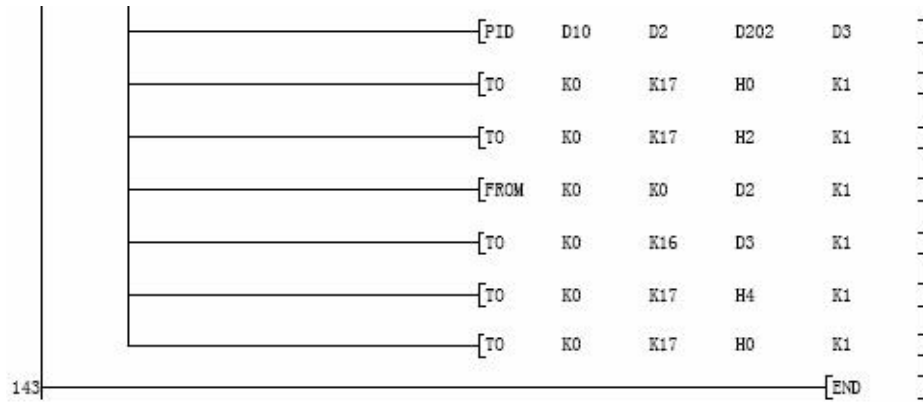 PID D10 D2 D202 D3
TO K0 K17 H0 K1
TO K0 K17 H2 K1
FROM K0 K0 D2 K1
TO K0 K16 D3 K1
TO K0 K17 H4 K1
TO K0 K17 H0 K1
143 END